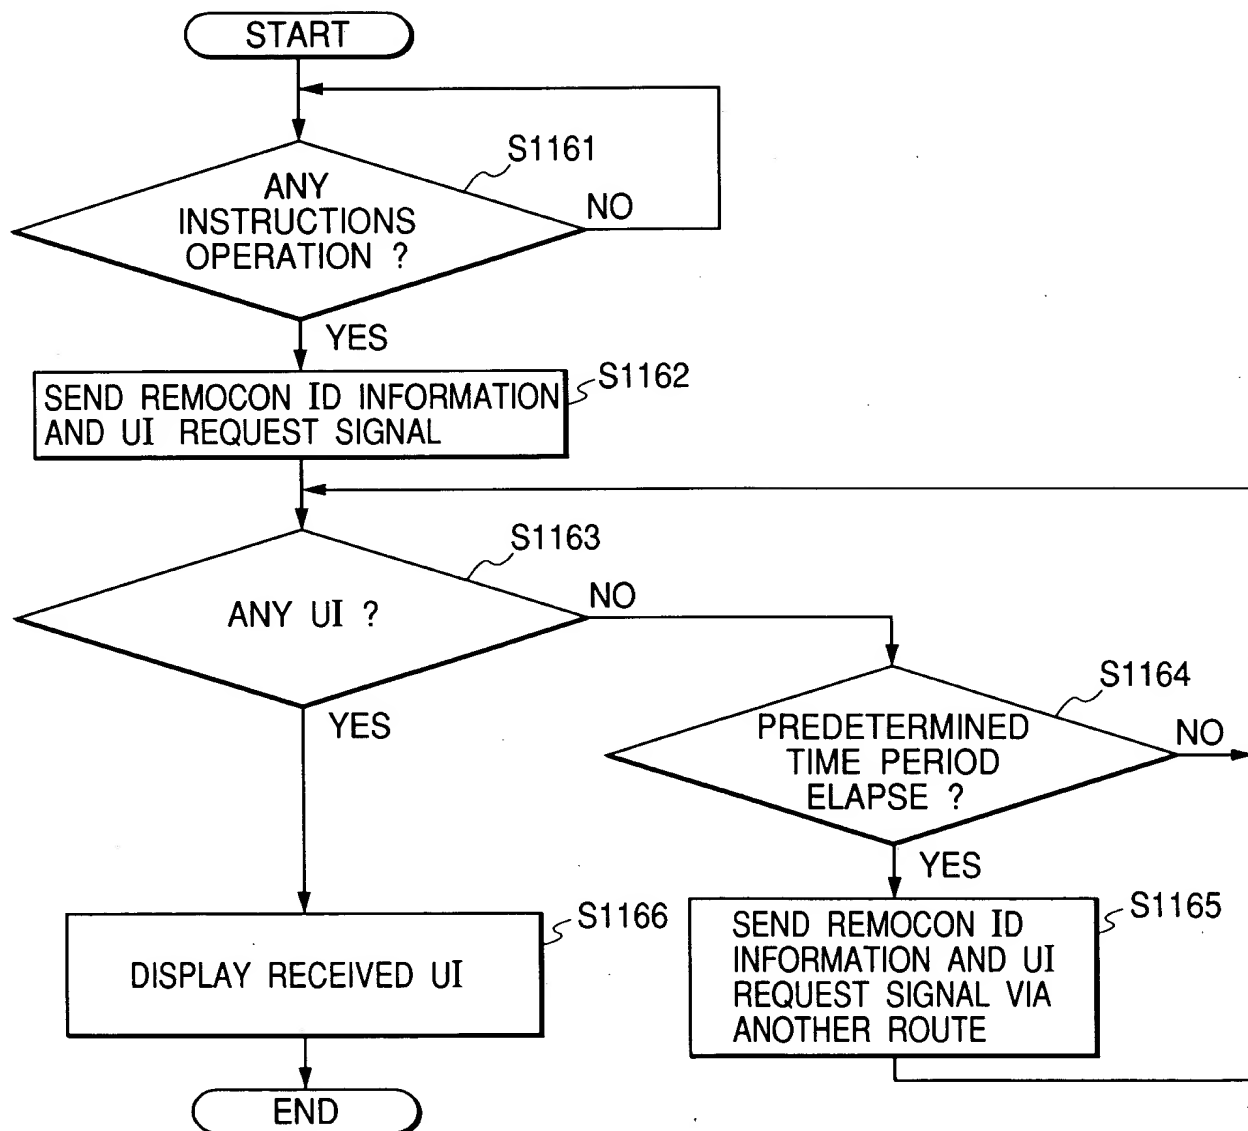 START
S1161
ANY
INSTRUCTIONS
OPERATION ?
NO
YES
S1162
SEND REMOCON ID INFORMATION
AND UI REQUEST SIGNAL
S1163
ANY UI ?
NO
YES
S1164
PREDETERMINED
TIME PERIOD
ELAPSE ?
NO
YES
S1165
SEND REMOCON ID
INFORMATION AND UI
REQUEST SIGNAL VIA
ANOTHER ROUTE
S1166
DISPLAY RECEIVED UI
END